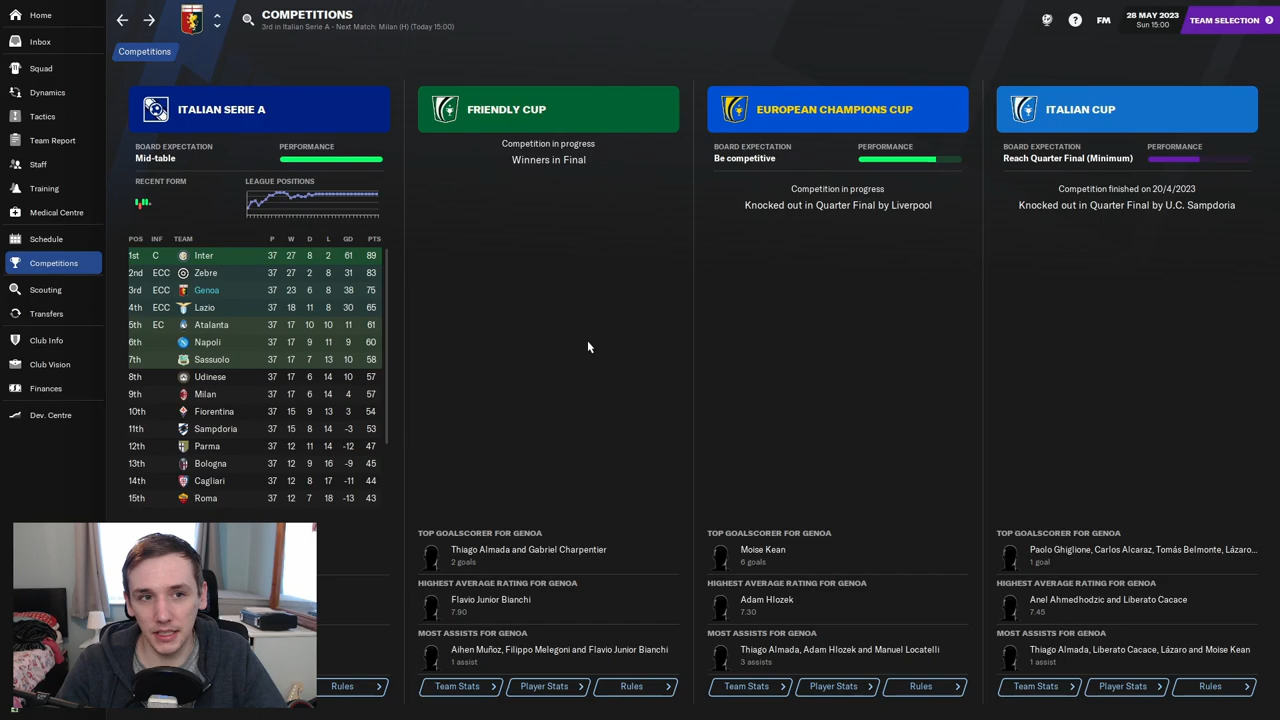 Home
Inbox
Squad
Dynamics
Tactics
Team Report
Staff
Training
Medical Centre
Schedule
Competitions
Scouting
Transfers
Club Info
Club Vision
Finances
Dev. Centre
COMPETITIONS
3rd in Italian Serie A - Next Match: Milan (H) (Today 15:00)
FM
28 MAY 2023
Sun 15:00
TEAM SELECTION
Competitions
ITALIAN SERIE A
BOARD EXPECTATION PERFORMANCE
Mid-table
RECENT FORM LEAGUE POSITIONS
POS INF TEAM P W D L GD PTS
1st C Inter 37 27 8 2 61 89
2nd ECC Zebre 37 27 2 8 31 83
3rd ECC Genoa 37 23 6 8 38 75
4th ECC Lazio 37 18 11 8 30 65
5th EC Atalanta 37 17 10 10 11 61
6th Napoli 37 17 9 11 9 60
7th Sassuolo 37 17 7 13 10 58
8th Udinese 37 17 6 14 10 57
9th Milan 37 17 6 14 4 57
10th Fiorentina 37 15 9 13 3 54
11th Sampdoria 37 15 8 14 -3 53
12th Parma 37 12 11 14 -12 47
13th Bologna 37 12 9 16 -9 45
14th Cagliari 37 12 8 17 -11 44
15th Roma 37 12 7 18 -13 43
Rules
FRIENDLY CUP
Competition in progress
Winners in Final
TOP GOALSCORER FOR GENOA
Thiago Almada and Gabriel Charpentier
2 goals
HIGHEST AVERAGE RATING FOR GENOA
Flavio Junior Bianchi
7.90
MOST ASSISTS FOR GENOA
Aihen Muñoz, Filippo Melegoni and Flavio Junior Bianchi
1 assist
Team Stats Player Stats Rules
EUROPEAN CHAMPIONS CUP
BOARD EXPECTATION PERFORMANCE
Be competitive
Competition in progress
Knocked out in Quarter Final by Liverpool
TOP GOALSCORER FOR GENOA
Moise Kean
6 goals
HIGHEST AVERAGE RATING FOR GENOA
Adam Hlozek
7.30
MOST ASSISTS FOR GENOA
Thiago Almada, Adam Hlozek and Manuel Locatelli
3 assists
Team Stats Player Stats Rules
ITALIAN CUP
BOARD EXPECTATION PERFORMANCE
Reach Quarter Final (Minimum)
Competition finished on 20/4/2023
Knocked out in Quarter Final by U.C. Sampdoria
TOP GOALSCORER FOR GENOA
Paolo Ghiglione, Carlos Alcaraz, Tomás Belmonte, Lázaro...
1 goal
HIGHEST AVERAGE RATING FOR GENOA
Anel Ahmedhodzic and Liberato Cacace
7.45
MOST ASSISTS FOR GENOA
Thiago Almada, Liberato Cacace, Lázaro and Moise Kean
1 assist
Team Stats Player Stats Rules